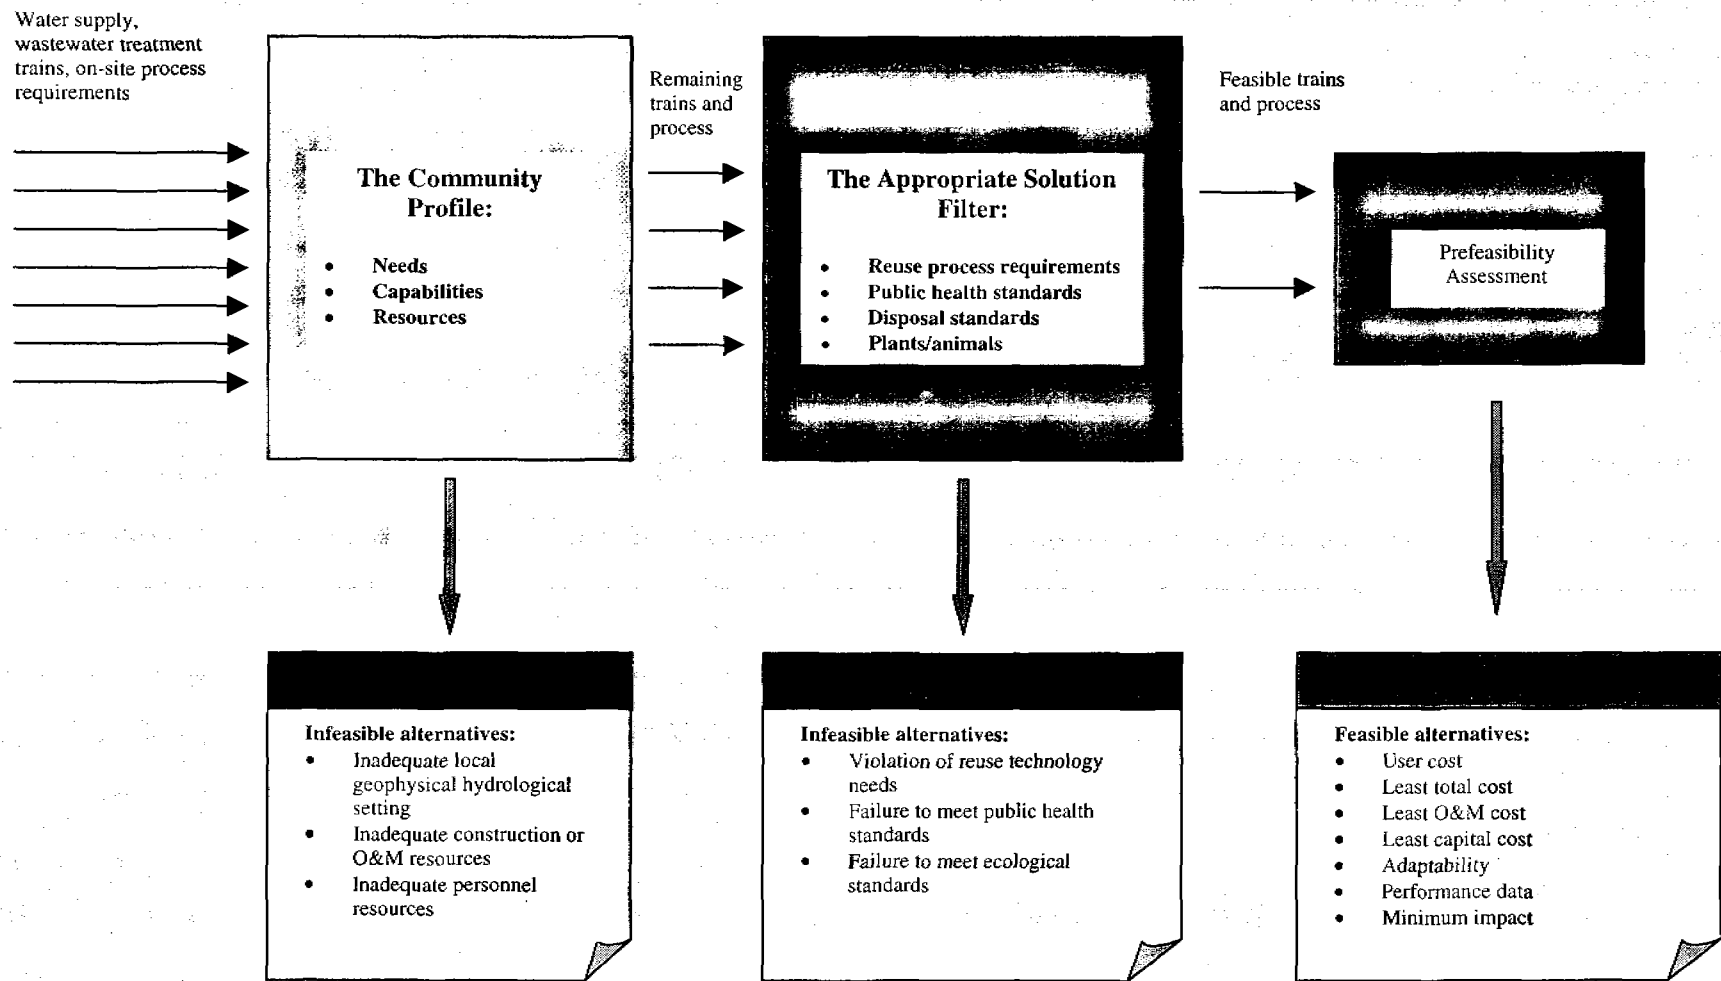 Water supply,
wastewater treatment
trains, on-site process
requirements
Remaining
trains and
process
Feasible trains
and process
The Community
Profile:
• Needs
• Capabilities
• Resources
The Appropriate Solution
Filter:
• Reuse process requirements
• Public health standards
• Disposal standards
• Plants/animals
Prefeasibility
Assessment
Infeasible alternatives:
• Inadequate local
geophysical hydrological
setting
• Inadequate construction or
O&M resources
• Inadequate personnel
resources
Infeasible alternatives:
• Violation of reuse technology
needs
• Failure to meet public health
standards
• Failure to meet ecological
standards
Feasible alternatives:
• User cost
• Least total cost
• Least O&M cost
• Least capital cost
• Adaptability
• Performance data
• Minimum impact